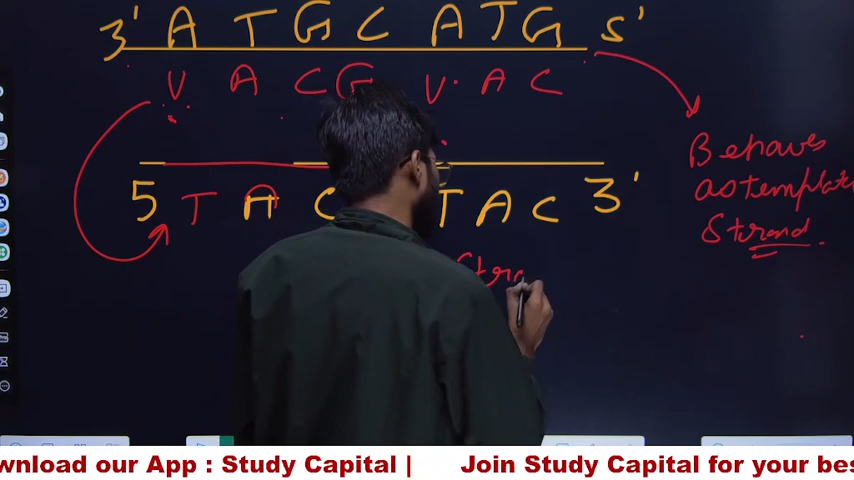 3' A T G C A T G 5'
U A C G U. A C
Behaves
as template
Strand.
5 T A C T A C 3'
Stra
wnload our App : Study Capital | Join Study Capital for your bes